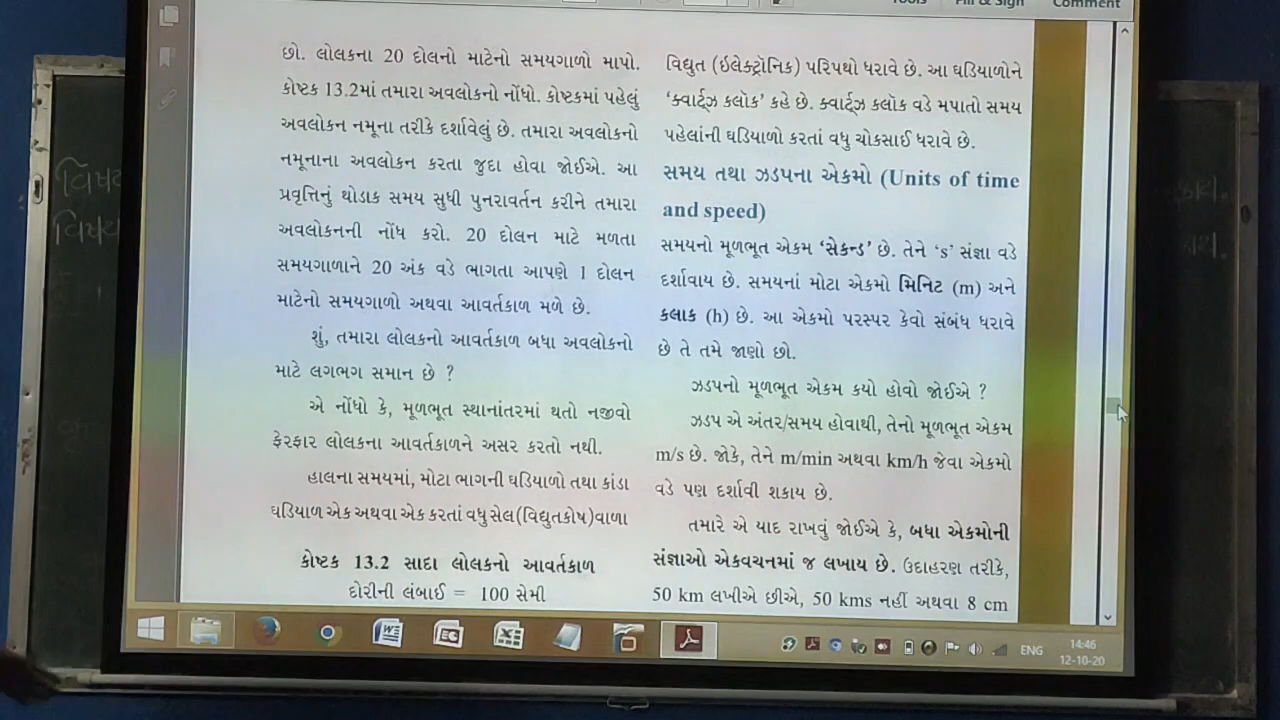 Tools
Fill & Sign
Comment
છો. લોલકના 20 દોલનો માટેનો સમયગાળો માપો.
કોષ્ટક 13.2માં તમારા અવલોકનો નોંધો. કોષ્ટકમાં પહેલું
અવલોકન નમૂના તરીકે દર્શાવેલું છે. તમારા અવલોકનો
નમૂનાના અવલોકન કરતા જુદા હોવા જોઈએ. આ
પ્રવૃત્તિનું થોડાક સમય સુધી પુનરાવર્તન કરીને તમારા
અવલોકનની નોંધ કરો. 20 દોલન માટે મળતા
સમયગાળાને 20 અંક વડે ભાગતા આપણે 1 દોલન
માટેનો સમયગાળો અથવા આવર્તકાળ મળે છે.
શું, તમારા લોલકનો આવર્તકાળ બધા અવલોકનો
માટે લગભગ સમાન છે ?
એ નોંધો કે, મૂળભૂત સ્થાનાંતરમાં થતો નજીવો
ફેરફાર લોલકના આવર્તકાળને અસર કરતો નથી.
હાલના સમયમાં, મોટા ભાગની ઘડિયાળો તથા કાંડા
ઘડિયાળ એક અથવા એક કરતાં વધુ સેલ(વિદ્યુતકોષ)વાળા
કોષ્ટક 13.2 સાદા લોલકનો આવર્તકાળ
દોરીની લંબાઈ = 100 સેમી
વિદ્યુત (ઈલેક્ટ્રૉનિક) પરિપથો ધરાવે છે. આ ઘડિયાળોને
‘ક્વાર્ટ્ઝ ક્લૉક’ કહે છે. ક્વાર્ટ્ઝ ક્લૉક વડે મપાતો સમય
પહેલાંની ઘડિયાળો કરતાં વધુ ચોકસાઈ ધરાવે છે.
સમય તથા ઝડપના એકમો (Units of time
and speed)
સમયનો મૂળભૂત એકમ ‘સેકન્ડ’ છે. તેને ‘s’ સંજ્ઞા વડે
દર્શાવાય છે. સમયનાં મોટા એકમો મિનિટ (m) અને
કલાક (h) છે. આ એકમો પરસ્પર કેવો સંબંધ ધરાવે
છે તે તમે જાણો છો.
ઝડપનો મૂળભૂત એકમ કયો હોવો જોઈએ ?
ઝડપ એ અંતર/સમય હોવાથી, તેનો મૂળભૂત એકમ
m/s છે. જોકે, તેને m/min અથવા km/h જેવા એકમો
વડે પણ દર્શાવી શકાય છે.
તમારે એ યાદ રાખવું જોઈએ કે, બધા એકમોની
સંજ્ઞાઓ એકવચનમાં જ લખાય છે. ઉદાહરણ તરીકે,
50 km લખીએ છીએ, 50 kms નહીં અથવા 8 cm
ENG
14:46
12-10-20